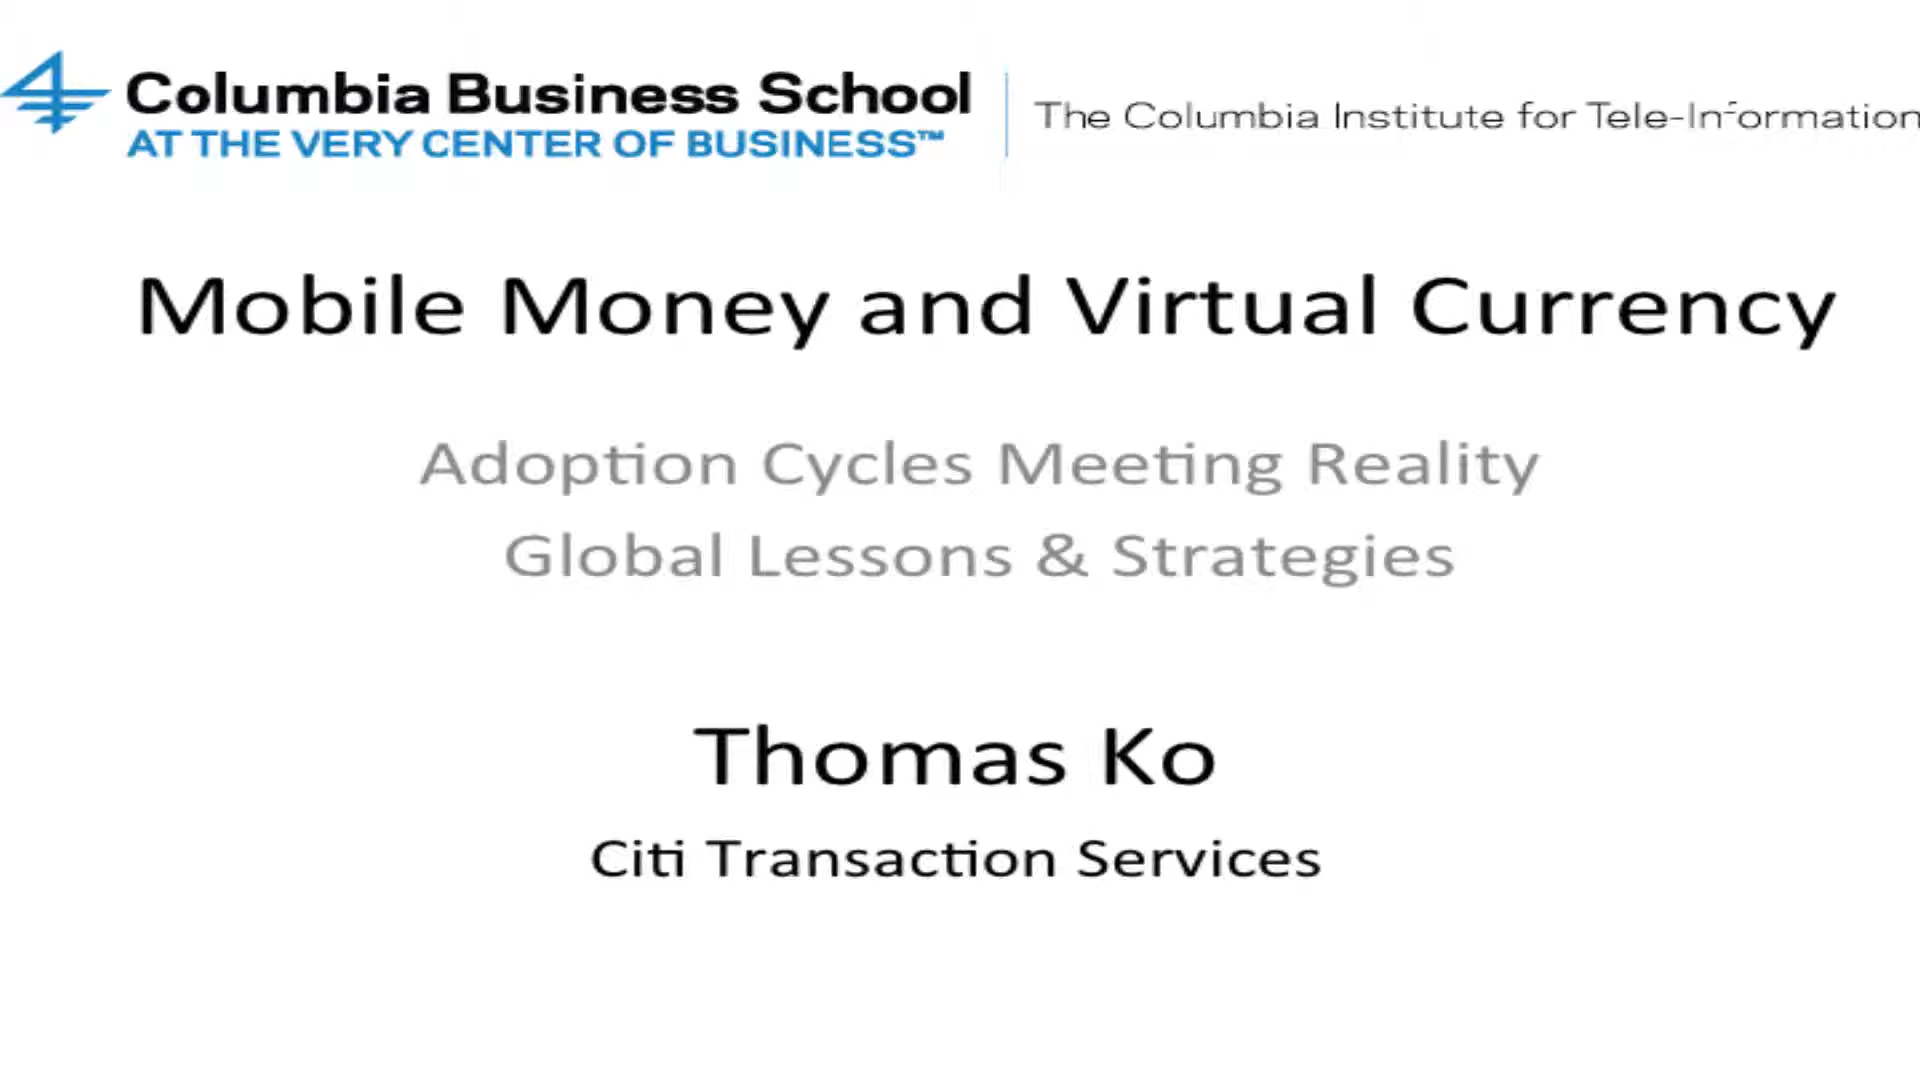 Columbia Business School
AT THE VERY CENTER OF BUSINESS™
The Columbia Institute for Tele-Information
Mobile Money and Virtual Currency
Adoption Cycles Meeting Reality
Global Lessons & Strategies
Thomas Ko
Citi Transaction Services